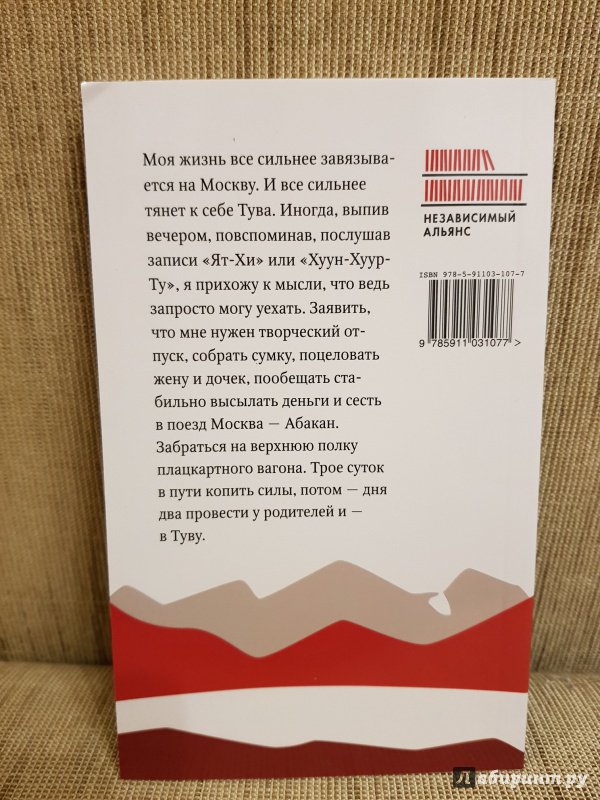 Моя жизнь все сильнее завязыва-
ется на Москву. И все сильнее
тянет к себе Тува. Иногда, выпив
вечером, повспоминав, послушав
записи «Ят-Хи» или «Хуун-Хуур-
Ту», я прихожу к мысли, что ведь
запросто могу уехать. Заявить,
что мне нужен творческий от-
пуск, собрать сумку, поцеловать
жену и дочек, пообещать ста-
бильно высылать деньги и сесть
в поезд Москва — Абакан.
Забраться на верхнюю полку
плацкартного вагона. Трое суток
в пути копить силы, потом — дня
два провести у родителей и —
в Туву.
НЕЗАВИСИМЫЙ
АЛЬЯНС
ISBN 978-5-91103-107-7
9 785911 031077 >
Лабиринт.ру